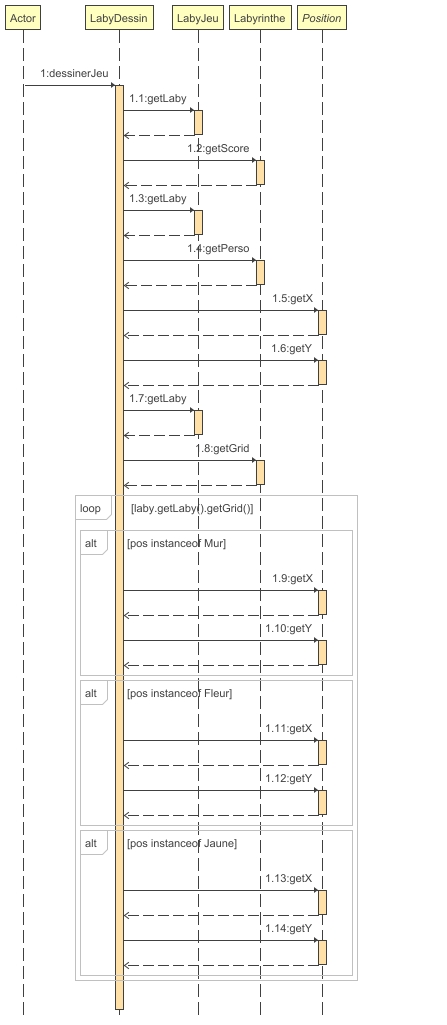 Actor LabyDessin LabyJeu Labyrinthe Position
1:dessinerJeu
1.1:getLaby
1.2:getScore
1.3:getLaby
1.4:getPerso
1.5:getX
1.6:getY
1.7:getLaby
1.8:getGrid
loop [laby.getLaby().getGrid()]
alt [pos instanceof Mur]
1.9:getX
1.10:getY
alt [pos instanceof Fleur]
1.11:getX
1.12:getY
alt [pos instanceof Jaune]
1.13:getX
1.14:getY